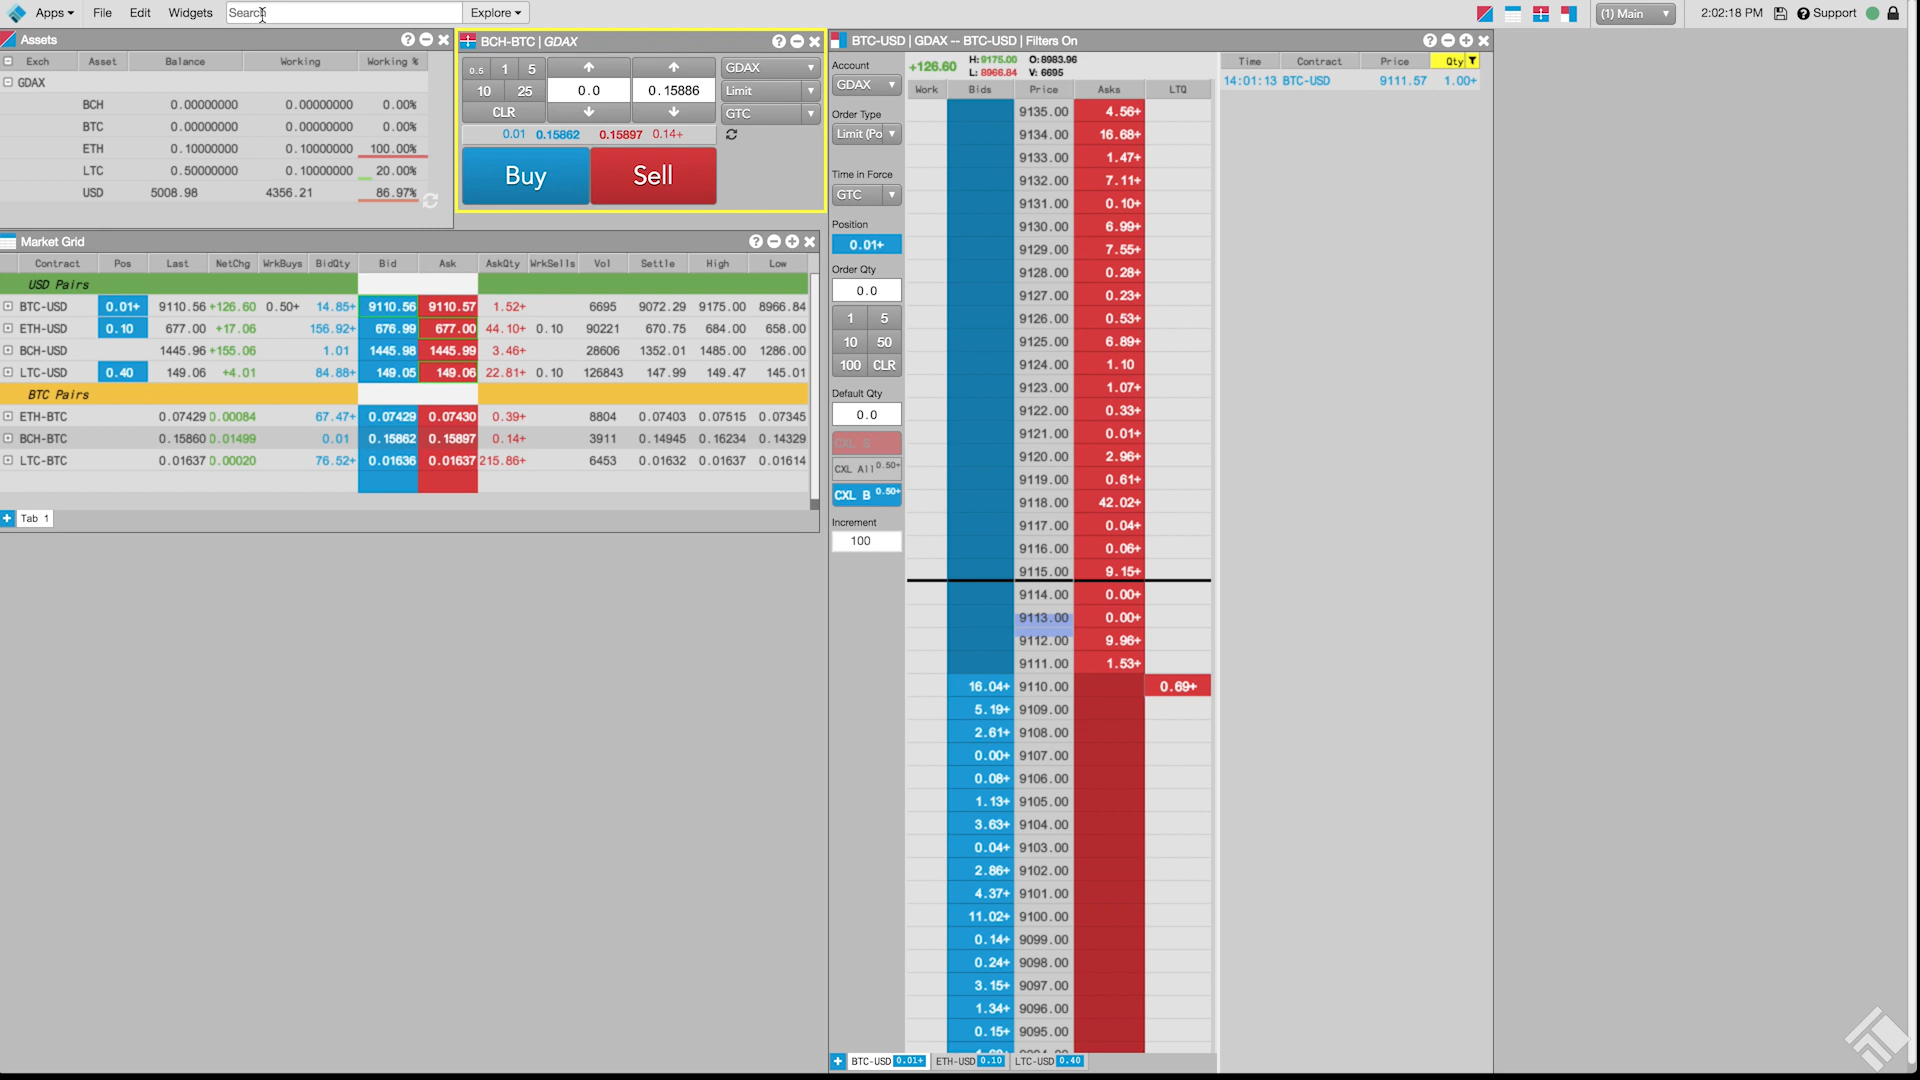 Apps File Edit Widgets Search Explore (1) Main 2:02:18 PM Support
Assets
Exch Asset Balance Working Working %
GDAX
BCH 0.00000000 0.00000000 0.00%
BTC 0.00000000 0.00000000 0.00%
ETH 0.10000000 0.10000000 100.00%
LTC 0.50000000 0.10000000 20.00%
USD 5008.98 4356.21 86.97%
BCH-BTC | GDAX
0.5 1 5 GDAX
10 25 0.0 0.15886 Limit
CLR GTC
0.01 0.15862 0.15897 0.14+
Buy Sell
Market Grid
Contract Pos Last NetChg WrkBuys BidQty Bid Ask AskQty WrkSells Vol Settle High Low
USD Pairs
BTC-USD 0.01+ 9110.56 +126.60 0.50+ 14.85+ 9110.56 9110.57 1.52+ 6695 9072.29 9175.00 8966.84
ETH-USD 0.10 677.00 +17.06 156.92+ 676.99 677.00 44.10+ 0.10 90221 670.75 684.00 658.00
BCH-USD 1445.96 +155.06 1.01 1445.98 1445.99 3.46+ 28606 1352.01 1485.00 1286.00
LTC-USD 0.40 149.06 +4.01 84.88+ 149.05 149.06 22.81+ 0.10 126843 147.99 149.47 145.01
BTC Pairs
ETH-BTC 0.07429 0.00084 67.47+ 0.07429 0.07430 0.39+ 8804 0.07403 0.07515 0.07345
BCH-BTC 0.15860 0.01499 0.01 0.15862 0.15897 0.14+ 3911 0.14945 0.16234 0.14329
LTC-BTC 0.01637 0.00020 76.52+ 0.01636 0.01637 215.86+ 6453 0.01632 0.01637 0.01614
Tab 1
BTC-USD | GDAX -- BTC-USD | Filters On
Account
GDAX
Order Type
Limit (Po
Time in Force
GTC
Position
0.01+
Order Qty
0.0
1 5
10 50
100 CLR
Default Qty
0.0
CXL S
CXL All 0.50+
CXL B 0.50+
Increment
100
+126.60 H: 9175.00 O: 8983.96
L: 8966.84 V: 6695
Work Bids Price Asks LTQ
9135.00 4.56+
9134.00 16.68+
9133.00 1.47+
9132.00 7.11+
9131.00 0.10+
9130.00 6.99+
9129.00 7.55+
9128.00 0.28+
9127.00 0.23+
9126.00 0.53+
9125.00 6.89+
9124.00 1.10
9123.00 1.07+
9122.00 0.33+
9121.00 0.01+
9120.00 2.96+
9119.00 0.61+
9118.00 42.02+
9117.00 0.04+
9116.00 0.06+
9115.00 9.15+
9114.00 0.00+
9113.00 0.00+
9112.00 9.96+
9111.00 1.53+
16.04+ 9110.00 0.69+
5.19+ 9109.00
2.61+ 9108.00
0.00+ 9107.00
0.08+ 9106.00
1.13+ 9105.00
3.63+ 9104.00
0.04+ 9103.00
2.86+ 9102.00
4.37+ 9101.00
11.02+ 9100.00
0.14+ 9099.00
0.24+ 9098.00
3.15+ 9097.00
1.34+ 9096.00
0.15+ 9095.00
Time Contract Price Qty
14:01:13 BTC-USD 9111.57 1.00+
BTC-USD 0.01+ ETH-USD 0.10 LTC-USD 0.40